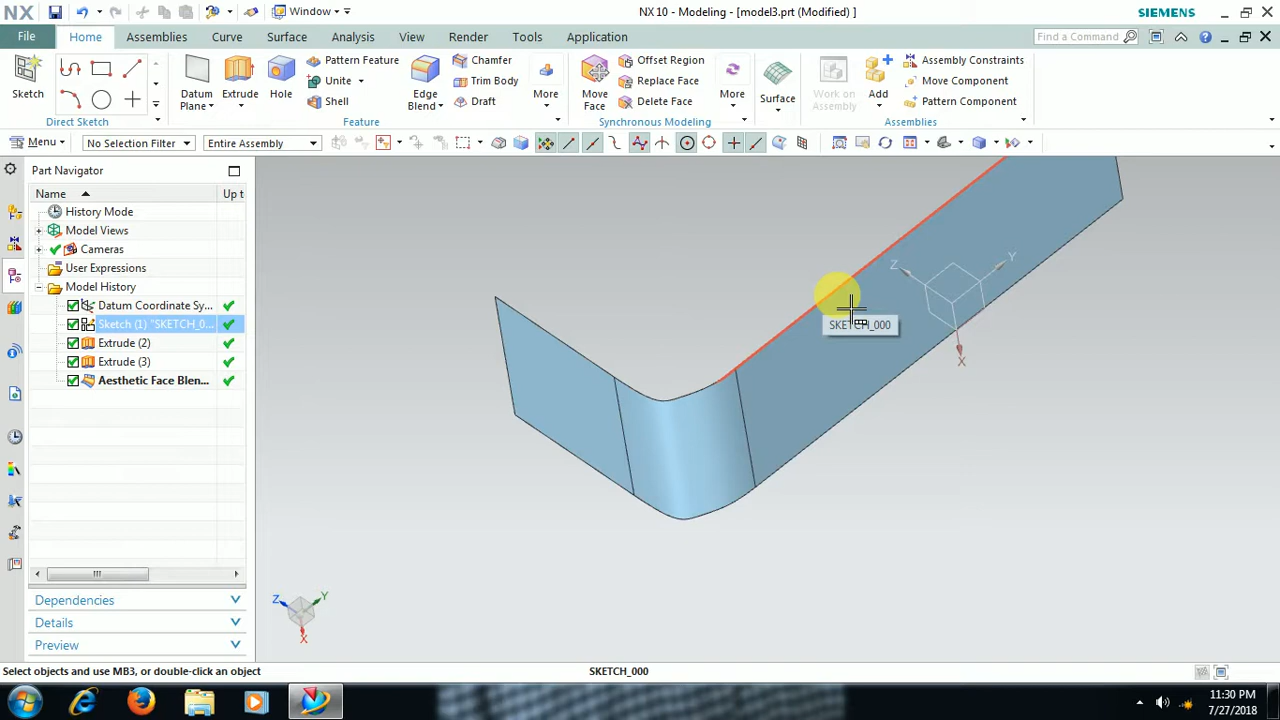 NX
Window
NX 10 - Modeling - [model3.prt (Modified) ]
SIEMENS
File
Home
Assemblies
Curve
Surface
Analysis
View
Render
Tools
Application
Find a Command
Sketch
Direct Sketch
Datum
Plane
Extrude
Hole
Pattern Feature
Unite
Shell
Edge
Blend
Chamfer
Trim Body
Draft
More
Feature
Move
Face
Offset Region
Replace Face
Delete Face
More
Synchronous Modeling
Surface
Work on
Assembly
Add
Assembly Constraints
Move Component
Pattern Component
Assemblies
Menu
No Selection Filter
Entire Assembly
Part Navigator
Name
Up t
History Mode
Model Views
Cameras
User Expressions
Model History
Datum Coordinate Sy...
Sketch (1) "SKETCH_0...
Extrude (2)
Extrude (3)
Aesthetic Face Blen...
Dependencies
Details
Preview
Z
Y
X
SKETCH_000
Z
Y
X
Select objects and use MB3, or double-click an object
SKETCH_000
11:30 PM
7/27/2018